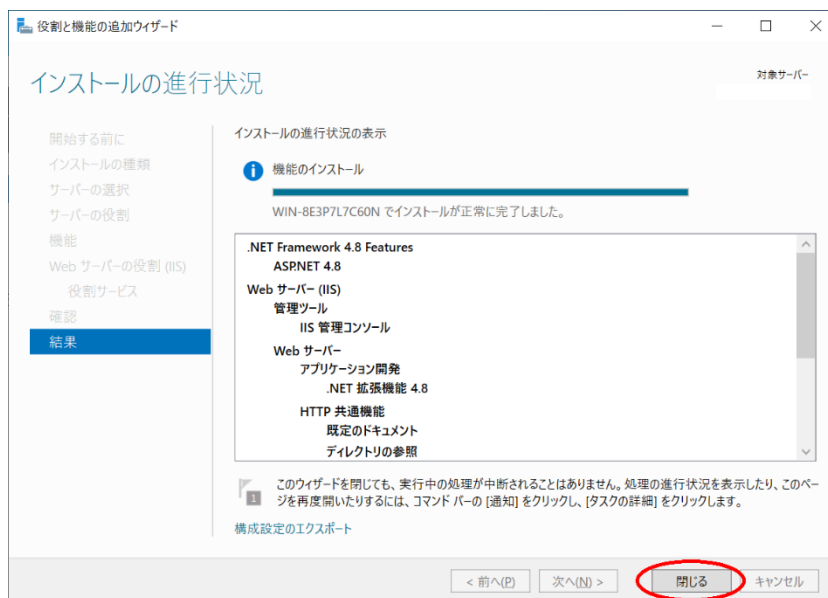 役割と機能の追加ウィザード
インストールの進行状況
対象サーバー
開始する前に
インストールの種類
サーバーの選択
サーバーの役割
機能
Web サーバーの役割 (IIS)
役割サービス
確認
結果
インストールの進行状況の表示
機能のインストール
WIN-8E3P7L7C60N でインストールが正常に完了しました。
.NET Framework 4.8 Features
ASP.NET 4.8
Web サーバー (IIS)
管理ツール
IIS 管理コンソール
Web サーバー
アプリケーション開発
.NET 拡張機能 4.8
HTTP 共通機能
既定のドキュメント
ディレクトリの参照
1
このウィザードを閉じても、実行中の処理が中断されることはありません。処理の進行状況を表示したり、このペー
ジを再度開いたりするには、コマンド バーの [通知] をクリックし、[タスクの詳細] をクリックします。
構成設定のエクスポート
< 前へ(P) 次へ(N) > 閉じる キャンセル